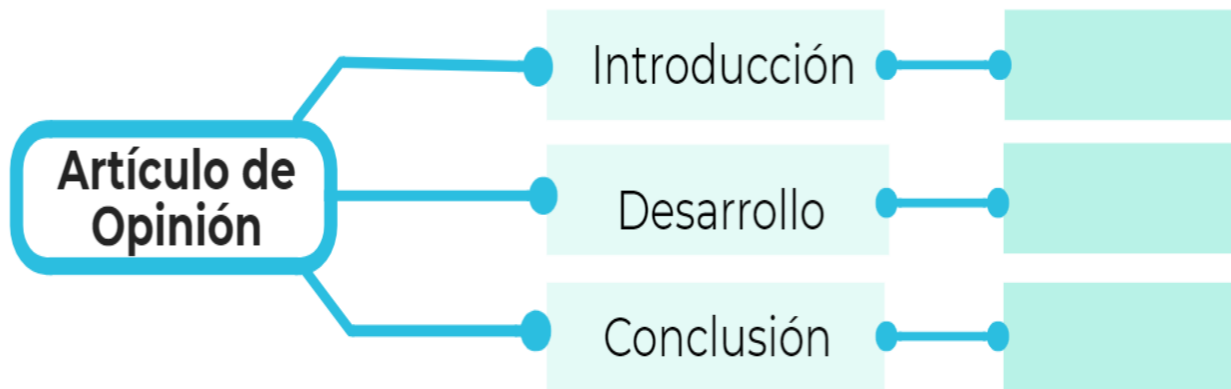 Artículo de
Opinión
Introducción
Desarrollo
Conclusión